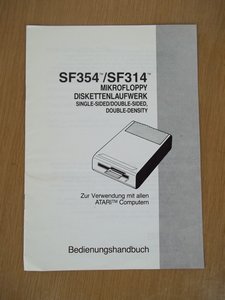 SF354™/SF314™
MIKROFLOPPY
DISKETTENLAUFWERK
SINGLE-SIDED/DOUBLE-SIDED,
DOUBLE-DENSITY
Zur Verwendung mit allen
ATARI™ Computern
Bedienungshandbuch